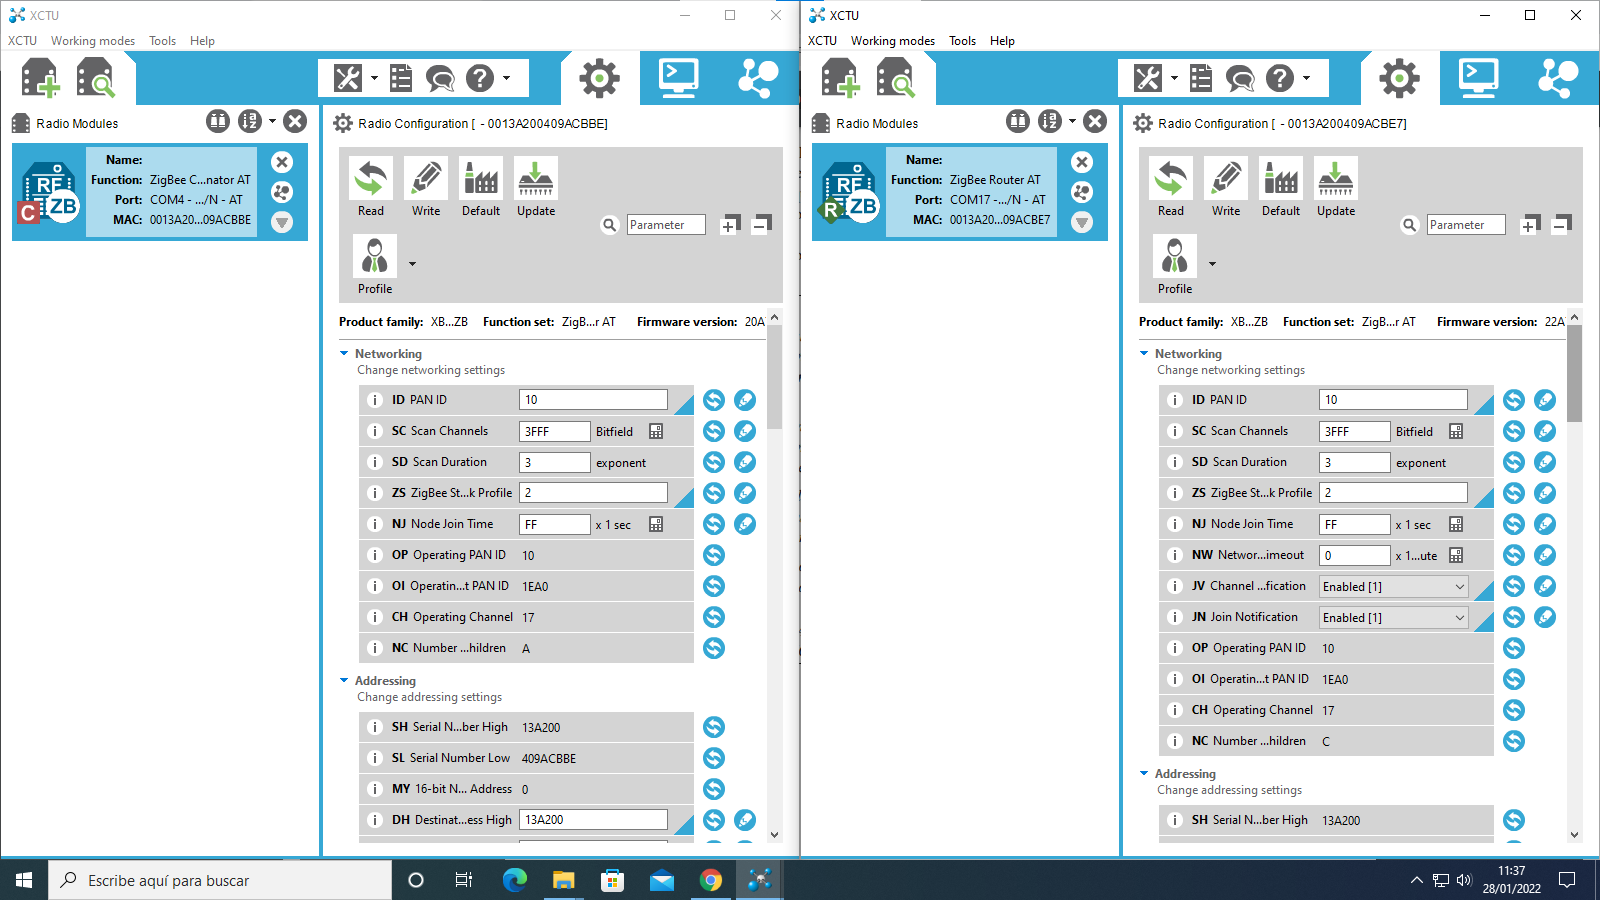 XCTU
XCTU Working modes Tools Help
Radio Modules
Name:
Function: ZigBee C...nator AT
Port: COM4 - .../N - AT
MAC: 0013A20...09ACBBE
RF
ZB
C
Radio Configuration [ - 0013A200409ACBBE]
Read Write Default Update
Parameter
Profile
Product family: XB...ZB Function set: ZigB...r AT Firmware version: 20A
Networking
Change networking settings
i ID PAN ID 10
i SC Scan Channels 3FFF Bitfield
i SD Scan Duration 3 exponent
i ZS ZigBee St...k Profile 2
i NJ Node Join Time FF x 1 sec
i OP Operating PAN ID 10
i OI Operatin...t PAN ID 1EA0
i CH Operating Channel 17
i NC Number ...hildren A
Addressing
Change addressing settings
i SH Serial N...ber High 13A200
i SL Serial Number Low 409ACBBE
i MY 16-bit N... Address 0
i DH Destinat...ess High 13A200
XCTU
XCTU Working modes Tools Help
Radio Modules
Name:
Function: ZigBee Router AT
Port: COM17 -.../N - AT
MAC: 0013A20...09ACBE7
RF
ZB
R
Radio Configuration [ - 0013A200409ACBE7]
Read Write Default Update
Parameter
Profile
Product family: XB...ZB Function set: ZigB...r AT Firmware version: 22A
Networking
Change networking settings
i ID PAN ID 10
i SC Scan Channels 3FFF Bitfield
i SD Scan Duration 3 exponent
i ZS ZigBee St...k Profile 2
i NJ Node Join Time FF x 1 sec
i NW Networ...imeout 0 x 1...ute
i JV Channel ...fication Enabled [1]
i JN Join Notification Enabled [1]
i OP Operating PAN ID 10
i OI Operatin...t PAN ID 1EA0
i CH Operating Channel 17
i NC Number ...hildren C
Addressing
Change addressing settings
i SH Serial N...ber High 13A200
Escribe aquí para buscar
11:37
28/01/2022